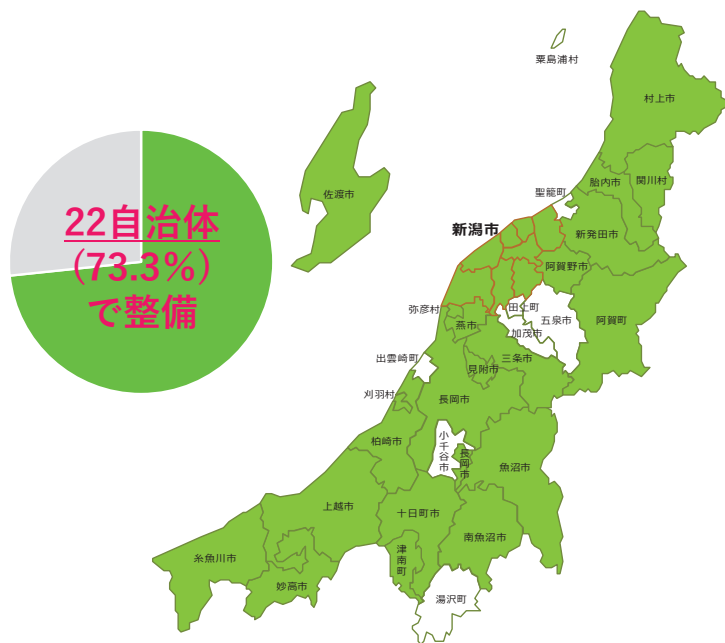 22自治体
(73.3%)
で整備
粟島浦村
村上市
関川村
胎内市
聖籠町
佐渡市
新潟市
新発田市
阿賀野市
弥彦村
田上町
五泉市
阿賀町
燕市
加茂市
出雲崎町
三条市
見附市
刈羽村
長岡市
柏崎市
小千谷市
長岡市
魚沼市
上越市
十日町市
南魚沼市
津南町
糸魚川市
妙高市
湯沢町